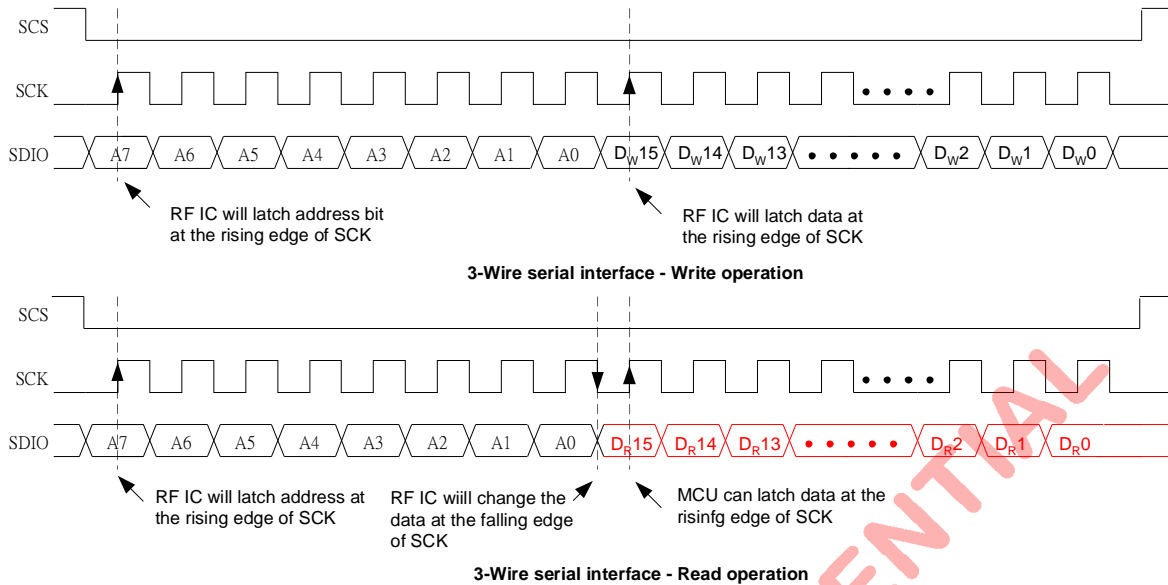 SCS
SCK
SDIO A7 A6 A5 A4 A3 A2 A1 A0 DW15 DW14 DW13 DW2 DW1 DW0
RF IC will latch address bit
at the rising edge of SCK
RF IC will latch data at
the rising edge of SCK
3-Wire serial interface - Write operation
SCS
SCK
SDIO A7 A6 A5 A4 A3 A2 A1 A0 DR15 DR14 DR13 DR2 DR1 DR0
RF IC will latch address at
the rising edge of SCK
RF IC wiill change the
data at the falling edge
of SCK
MCU can latch data at the
risinfg edge of SCK
3-Wire serial interface - Read operation
ENTIAL